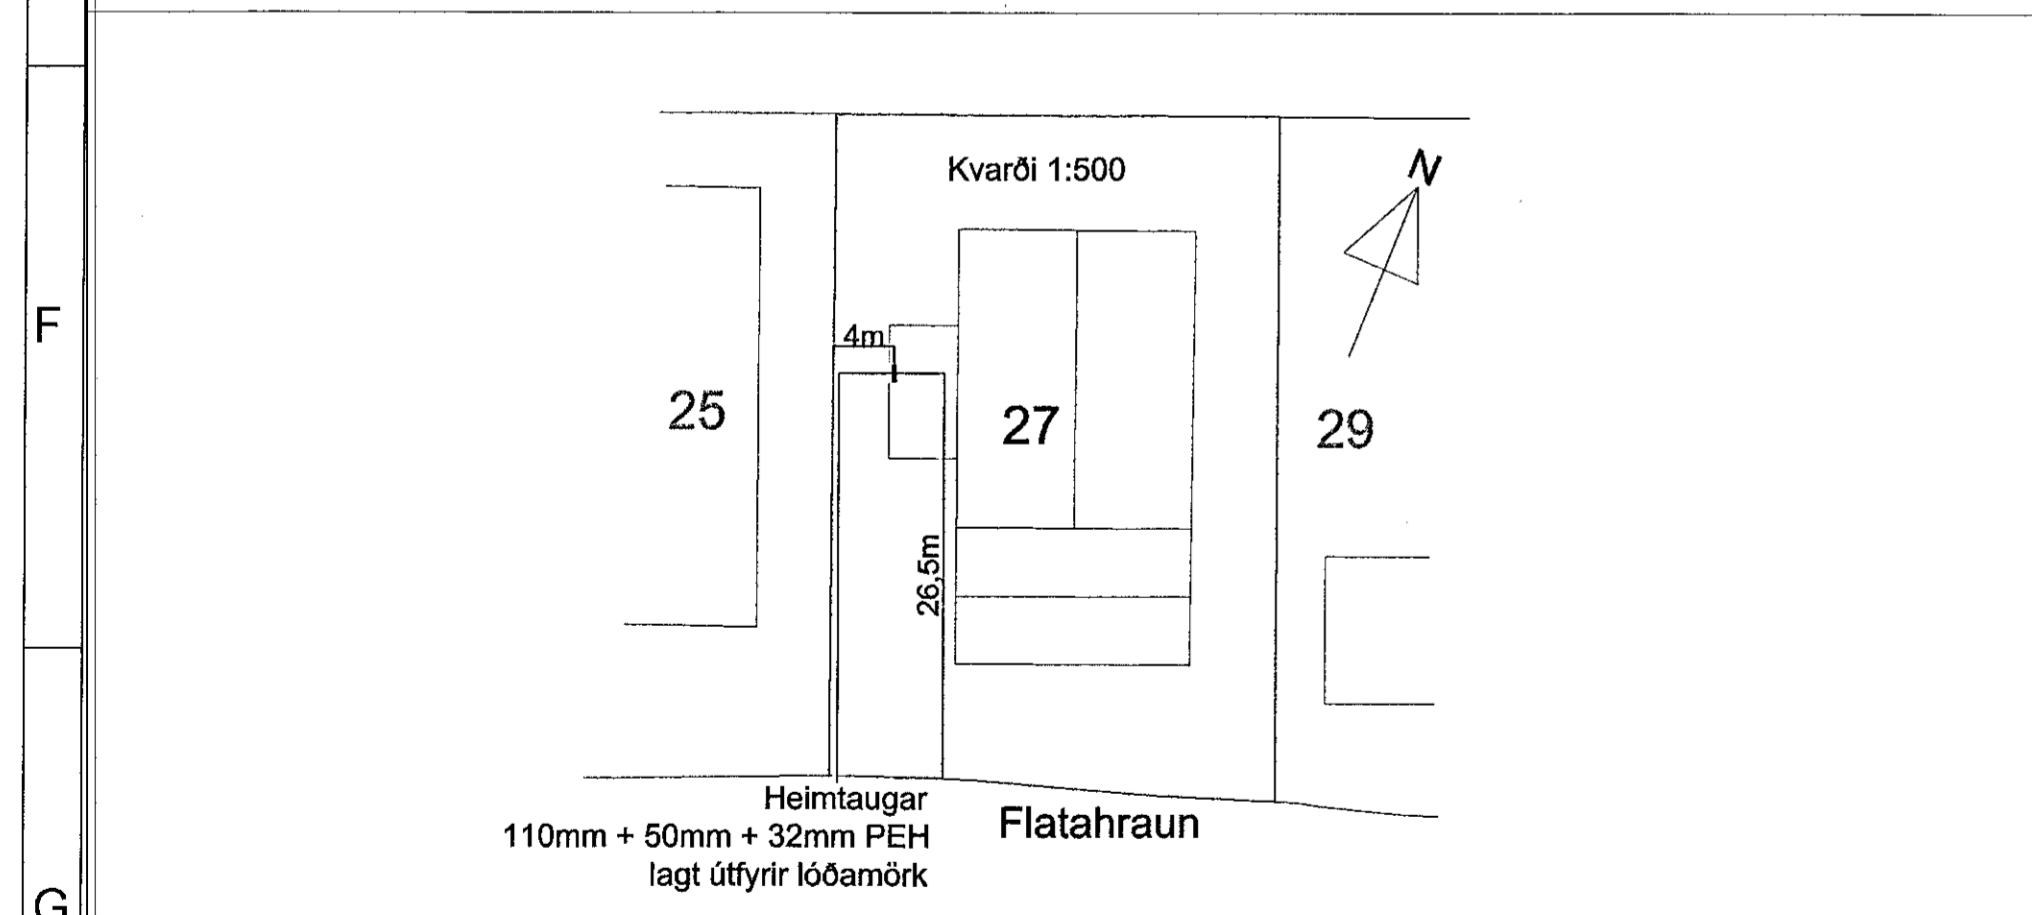 Kvarði 1:500
N
F
4m
25
27
29
26,5m
Heimtaugar
110mm + 50mm + 32mm PEH
lagt útfyrir lóðamörk
Flatahraun
G